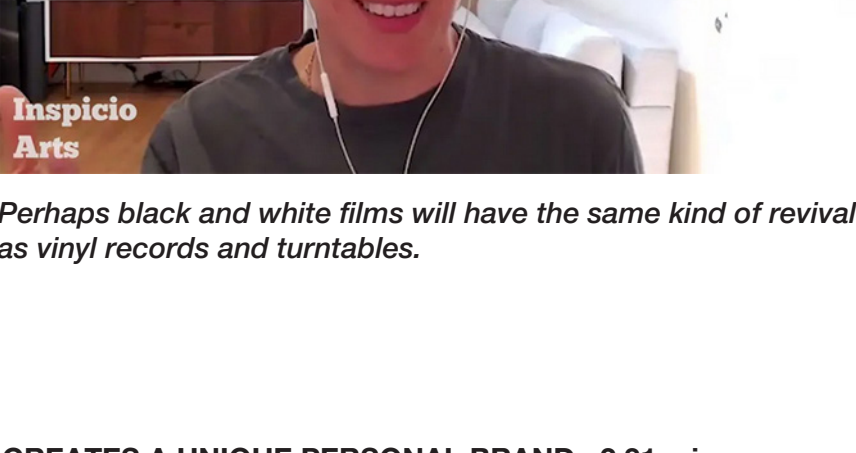 Inspicio
Arts
Perhaps black and white films will have the same kind of revival
as vinyl records and turntables.
CREATES A UNIQUE PERSONAL BRAND